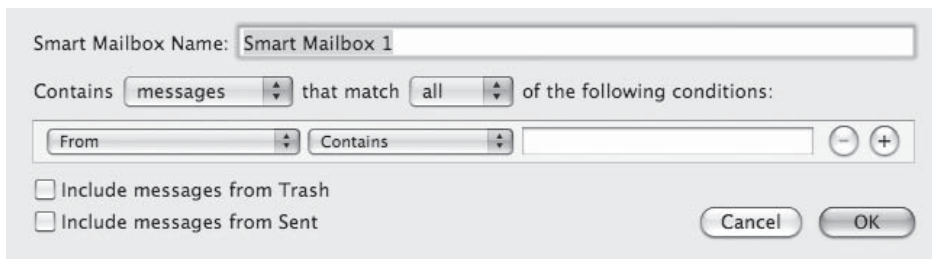 Smart Mailbox Name: Smart Mailbox 1
Contains messages that match all of the following conditions:
From Contains
Include messages from Trash
Include messages from Sent
Cancel OK